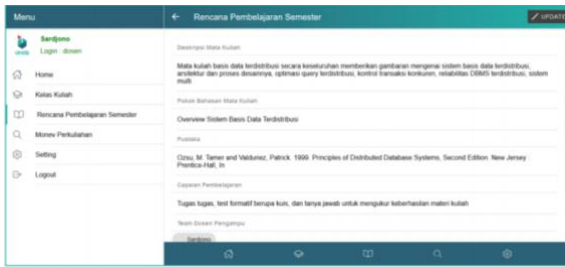 Menu
Rencana Pembelajaran Semester
UPDATE
Sardjono
Login : dosen
Home
Kelas Kuliah
Rencana Pembelajaran Semester
Monev Perkuliahan
Setting
Logout
Deskripsi Mata Kuliah
Mata kuliah basis data terdistribusi secara keseluruhan memberikan gambaran mengenai sistem basis data terdistribusi,
arsitektur dan proses desainnya, optimasi query terdistribusi, kontrol transaksi konkuren, reliabilitas DBMS terdistribusi, sistem
multi
Pokok Bahasan Mata Kuliah
Overview Sistem Basis Data Terdistribusi
Pustaka
Ozsu, M. Tamer and Valduriez, Patrick. 1999. Principles of Distributed Database Systems, Second Edition. New Jersey :
Prentice-Hall, In
Capaian Pembelajaran
Tugas tugas, test formatif berupa kuis, dan tanya jawab untuk mengukur keberhasilan materi kuliah
Team Dosen Pengampu
Sardjono